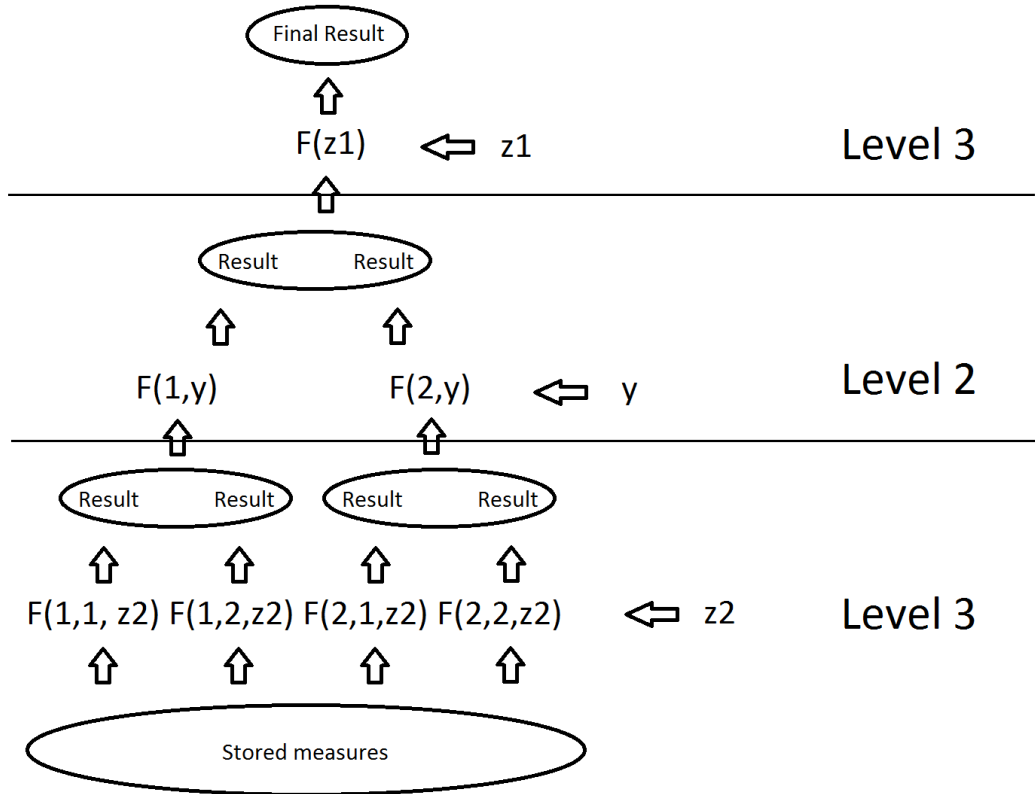 Final Result
F(z1) z1 Level 3
Result Result
F(1,y) F(2,y) y Level 2
Result Result Result Result
F(1,1, z2) F(1,2,z2) F(2,1,z2) F(2,2,z2) z2 Level 3
Stored measures